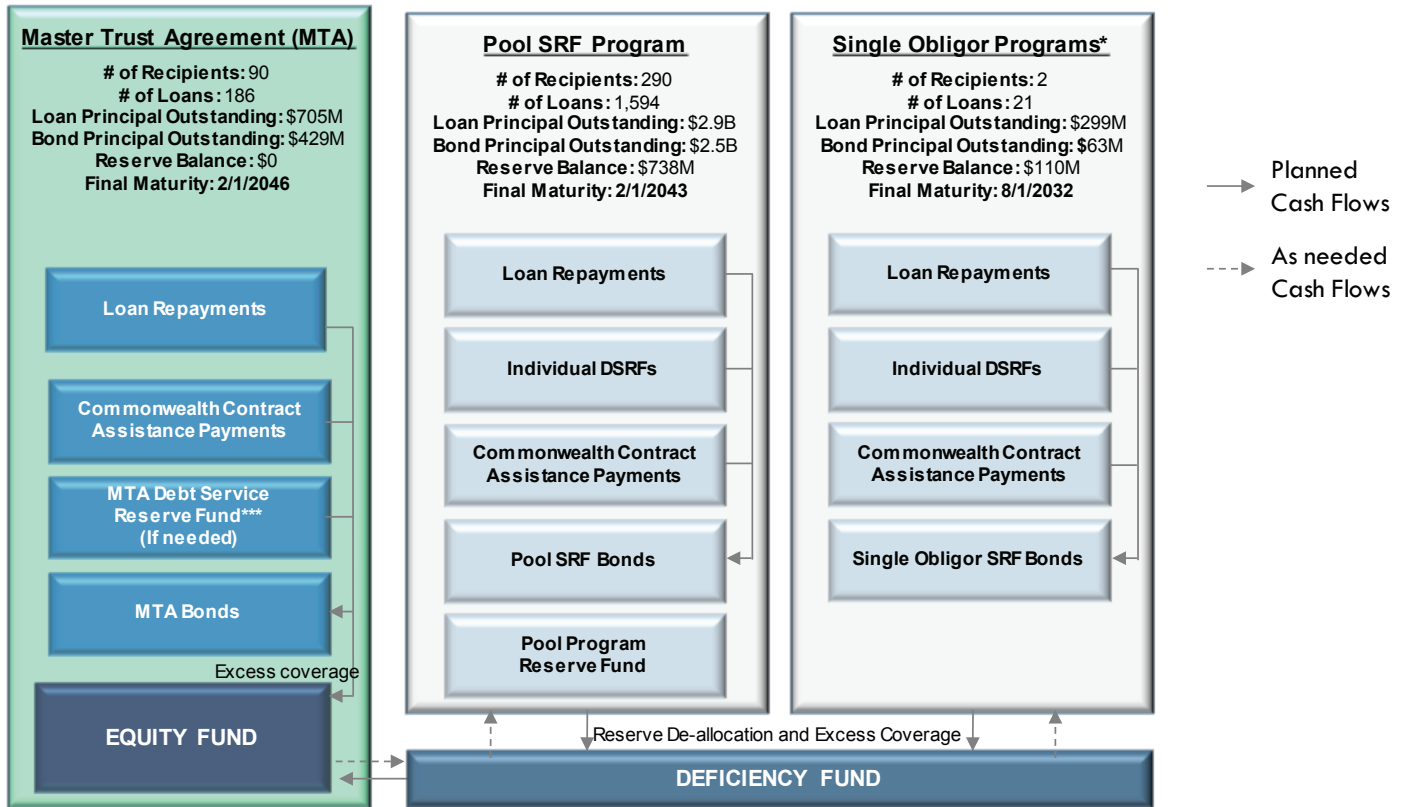 Master Trust Agreement (MTA)
# of Recipients: 90
# of Loans: 186
Loan Principal Outstanding: $705M
Bond Principal Outstanding: $429M
Reserve Balance: $0
Final Maturity: 2/1/2046
Loan Repayments
Commonwealth Contract
Assistance Payments
MTA Debt Service
Reserve Fund***
(If needed)
MTA Bonds
Excess coverage
EQUITY FUND
Pool SRF Program
# of Recipients: 290
# of Loans: 1,594
Loan Principal Outstanding: $2.9B
Bond Principal Outstanding: $2.5B
Reserve Balance: $738M
Final Maturity: 2/1/2043
Loan Repayments
Individual DSRFs
Commonwealth Contract
Assistance Payments
Pool SRF Bonds
Pool Program
Reserve Fund
Single Obligor Programs*
# of Recipients: 2
# of Loans: 21
Loan Principal Outstanding: $299M
Bond Principal Outstanding: $63M
Reserve Balance: $110M
Final Maturity: 8/1/2032
Loan Repayments
Individual DSRFs
Commonwealth Contract
Assistance Payments
Single Obligor SRF Bonds
Reserve De-allocation and Excess Coverage
DEFICIENCY FUND
Planned
Cash Flows
As needed
Cash Flows